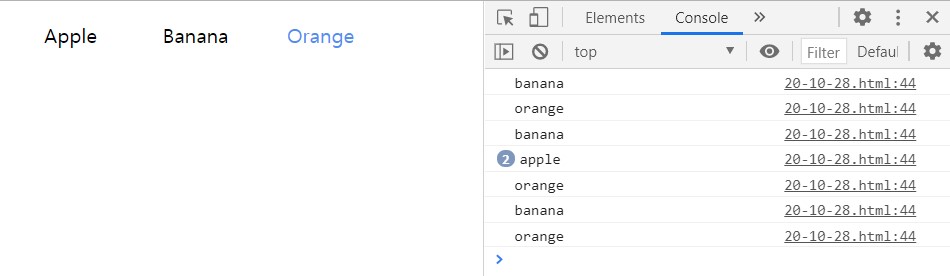 Apple Banana Orange
Elements Console »
top Filter Defaul
banana 20-10-28.html:44
orange 20-10-28.html:44
banana 20-10-28.html:44
2 apple 20-10-28.html:44
orange 20-10-28.html:44
banana 20-10-28.html:44
orange 20-10-28.html:44